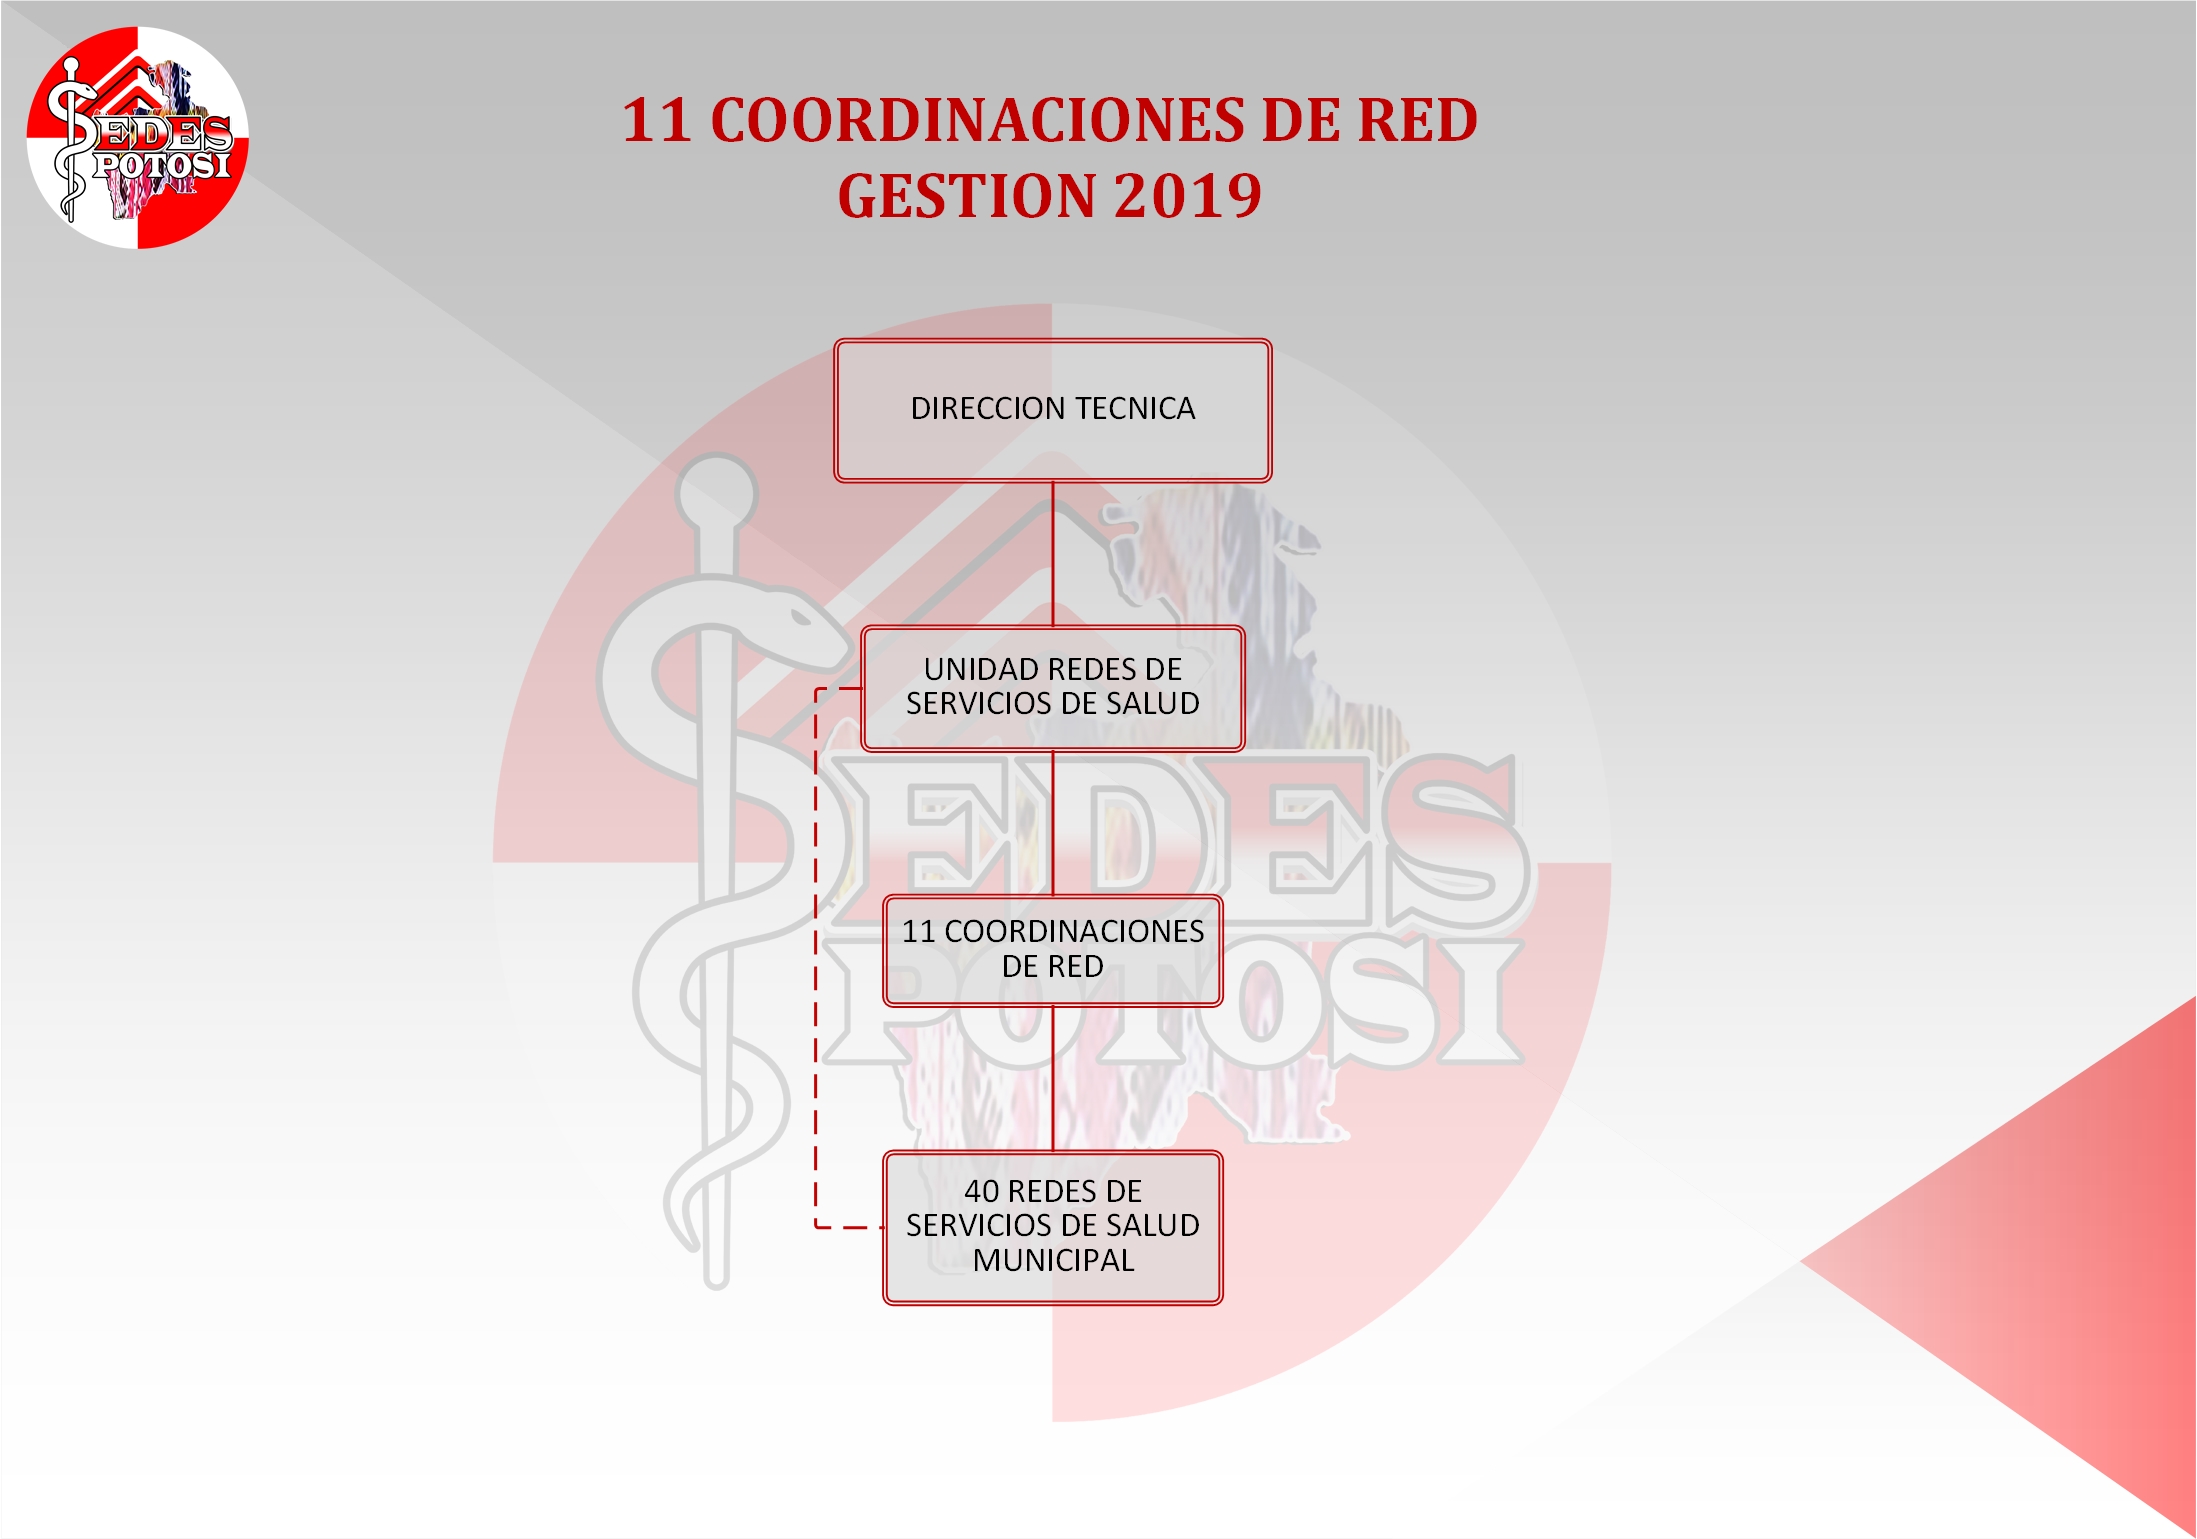 SEDES
POTOSI
11 COORDINACIONES DE RED
GESTION 2019
DIRECCION TECNICA
UNIDAD REDES DE
SERVICIOS DE SALUD
SEDES
POTOSI
11 COORDINACIONES
DE RED
40 REDES DE
SERVICIOS DE SALUD
MUNICIPAL